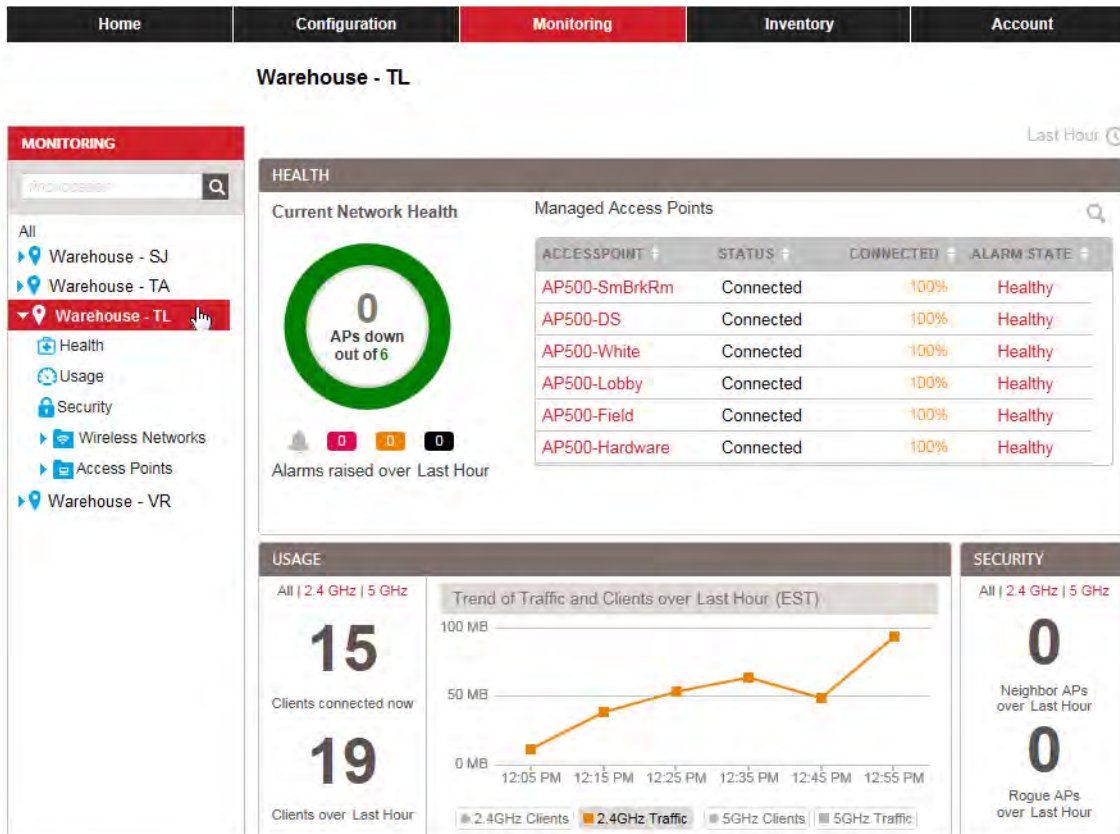 Home Configuration Monitoring Inventory Account
Warehouse - TL
Last Hour
MONITORING
All
Warehouse - SJ
Warehouse - TA
Warehouse - TL
Health
Usage
Security
Wireless Networks
Access Points
Warehouse - VR
HEALTH
Current Network Health
0
APs down
out of 6
0 0 0
Alarms raised over Last Hour
Managed Access Points
ACCESSPOINT STATUS CONNECTED ALARM STATE
AP500-SmBrkRm Connected 100% Healthy
AP500-DS Connected 100% Healthy
AP500-White Connected 100% Healthy
AP500-Lobby Connected 100% Healthy
AP500-Field Connected 100% Healthy
AP500-Hardware Connected 100% Healthy
USAGE
All | 2.4 GHz | 5 GHz
15
Clients connected now
19
Clients over Last Hour
Trend of Traffic and Clients over Last Hour (EST)
100 MB
50 MB
0 MB
12:05 PM 12:15 PM 12:25 PM 12:35 PM 12:45 PM 12:55 PM
2.4GHz Clients 2.4GHz Traffic 5GHz Clients 5GHz Traffic
SECURITY
All | 2.4 GHz | 5 GHz
0
Neighbor APs
over Last Hour
0
Rogue APs
over Last Hour